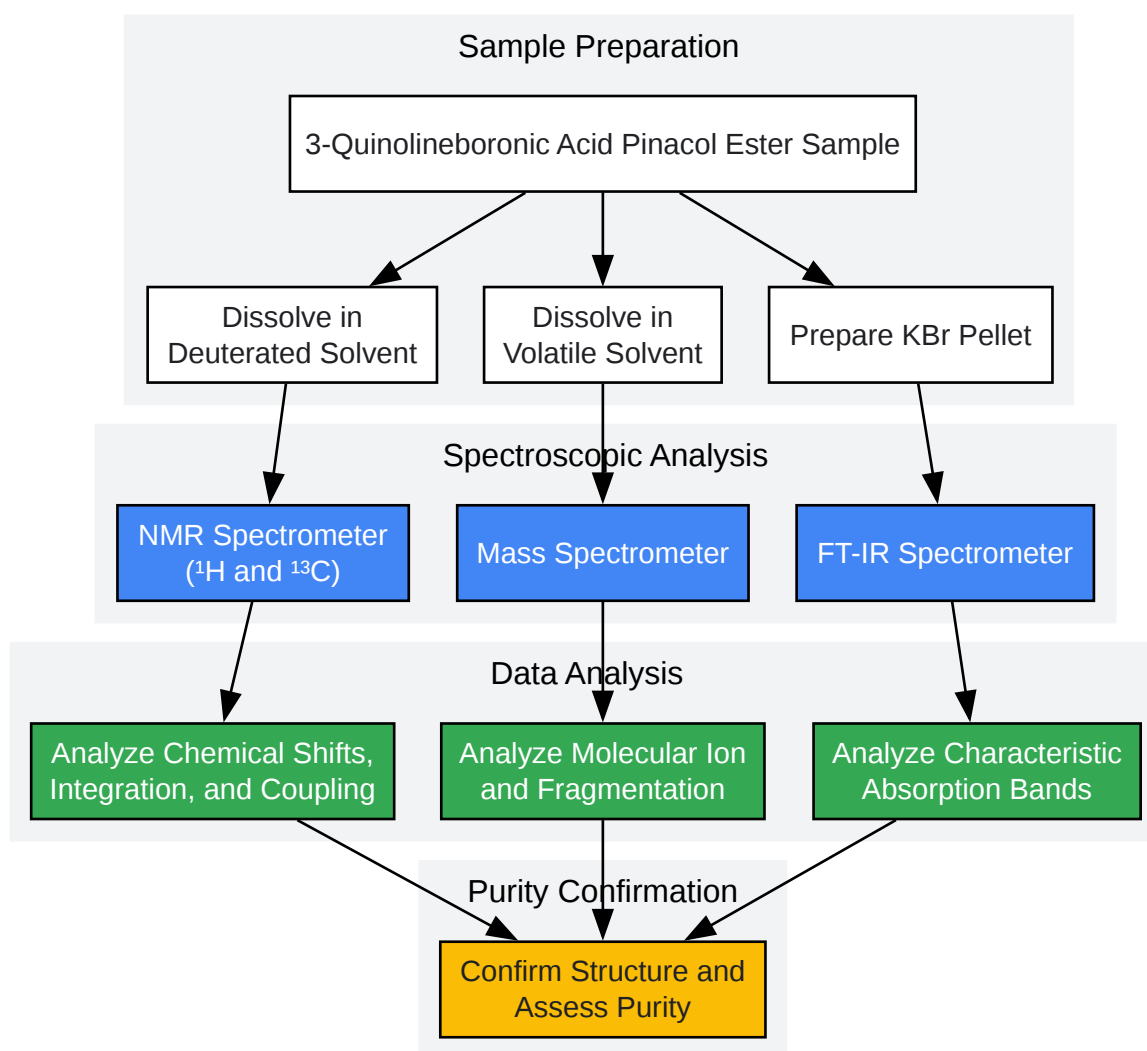 Sample Preparation
3-Quinolineboronic Acid Pinacol Ester Sample
Dissolve in
Deuterated Solvent
Dissolve in
Volatile Solvent
Prepare KBr Pellet
Spectroscopic Analysis
NMR Spectrometer
(¹H and ¹³C)
Mass Spectrometer
FT-IR Spectrometer
Data Analysis
Analyze Chemical Shifts,
Integration, and Coupling
Analyze Molecular Ion
and Fragmentation
Analyze Characteristic
Absorption Bands
Purity Confirmation
Confirm Structure and
Assess Purity